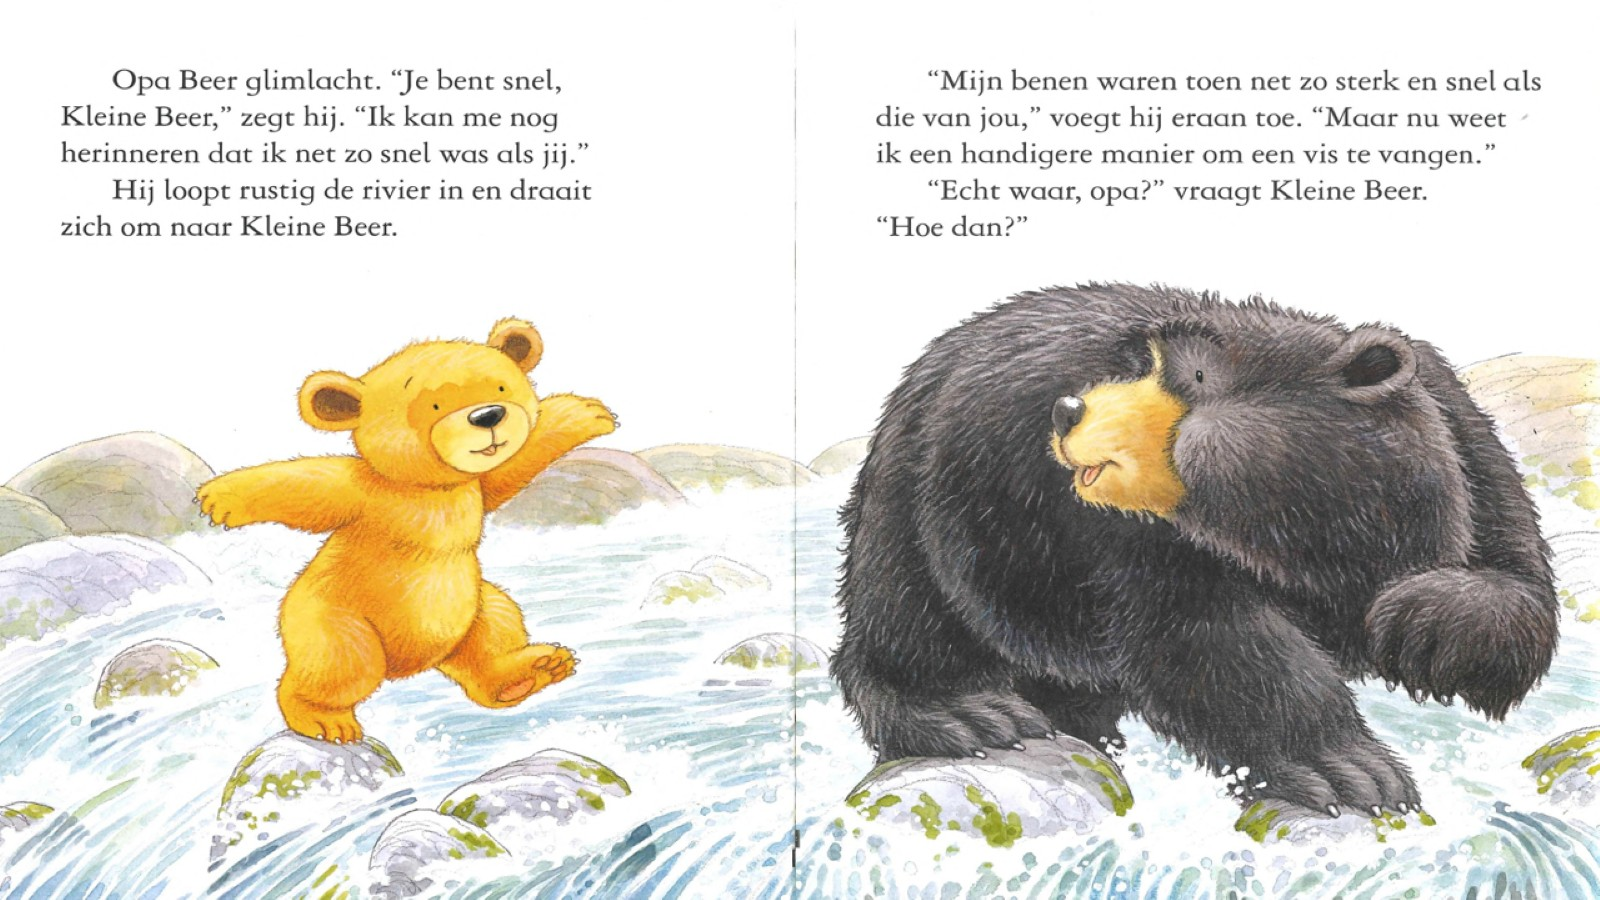 Opa Beer glimlacht. “Je bent snel,
Kleine Beer,” zegt hij. “Ik kan me nog
herinneren dat ik net zo snel was als jij.”
Hij loopt rustig de rivier in en draait
zich om naar Kleine Beer.
“Mijn benen waren toen net zo sterk en snel als
die van jou,” voegt hij eraan toe. “Maar nu weet
ik een handigere manier om een vis te vangen.”
“Echt waar, opa?” vraagt Kleine Beer.
“Hoe dan?”